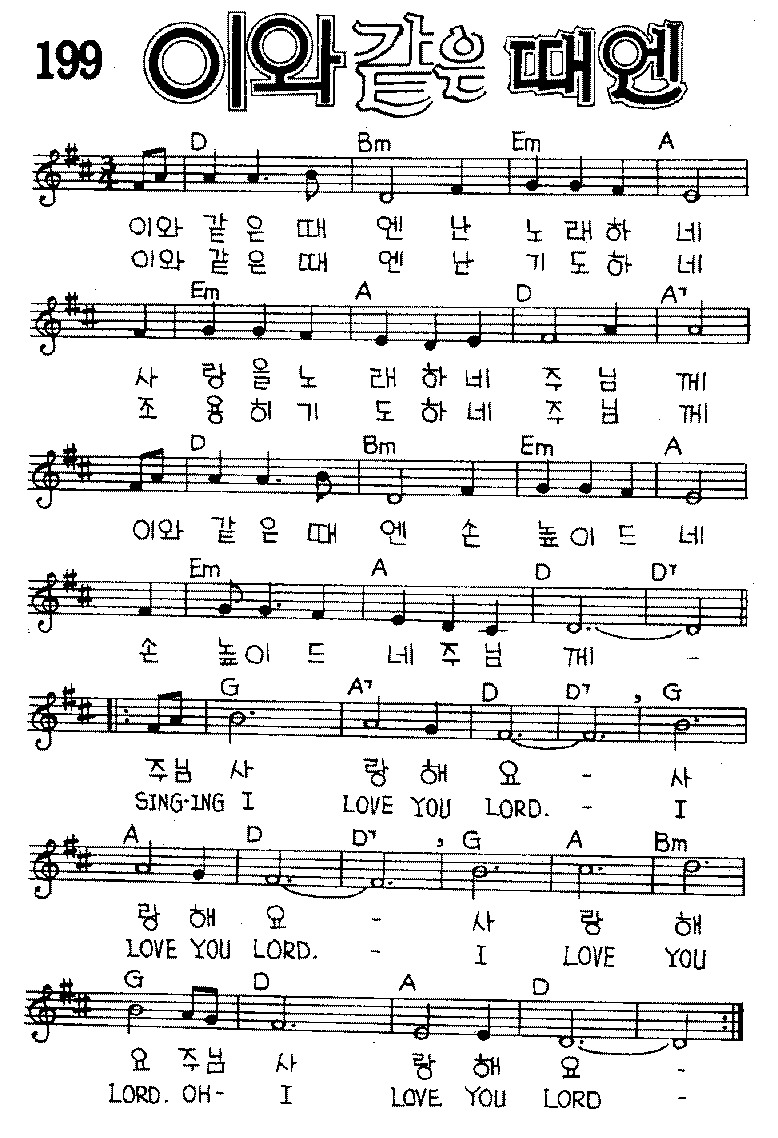 199 이와 같은 때엔
D Bm Em A
이와 같은 때 엔 난 노래하 네
이와 같은 때 엔 난 기도하 네
Em A D A7
사 랑을노 래하네 주님 께
조 용히기 도하네 주님 께
D Bm Em A
이와 같은때 엔 손 높이드 네
Em A D D7
손 높이드 네주님 께 -
G A7 D D7 , G
주님 사 랑해 요 - 사
SING-ING I LOVE YOU LORD. - I
A D D7 , G A Bm
랑해 요 - 사 랑 해
LOVE YOU LORD. - I LOVE YOU
G D A D
요 주님 사 랑해 요 -
LORD. OH- I LOVE YOU LORD -